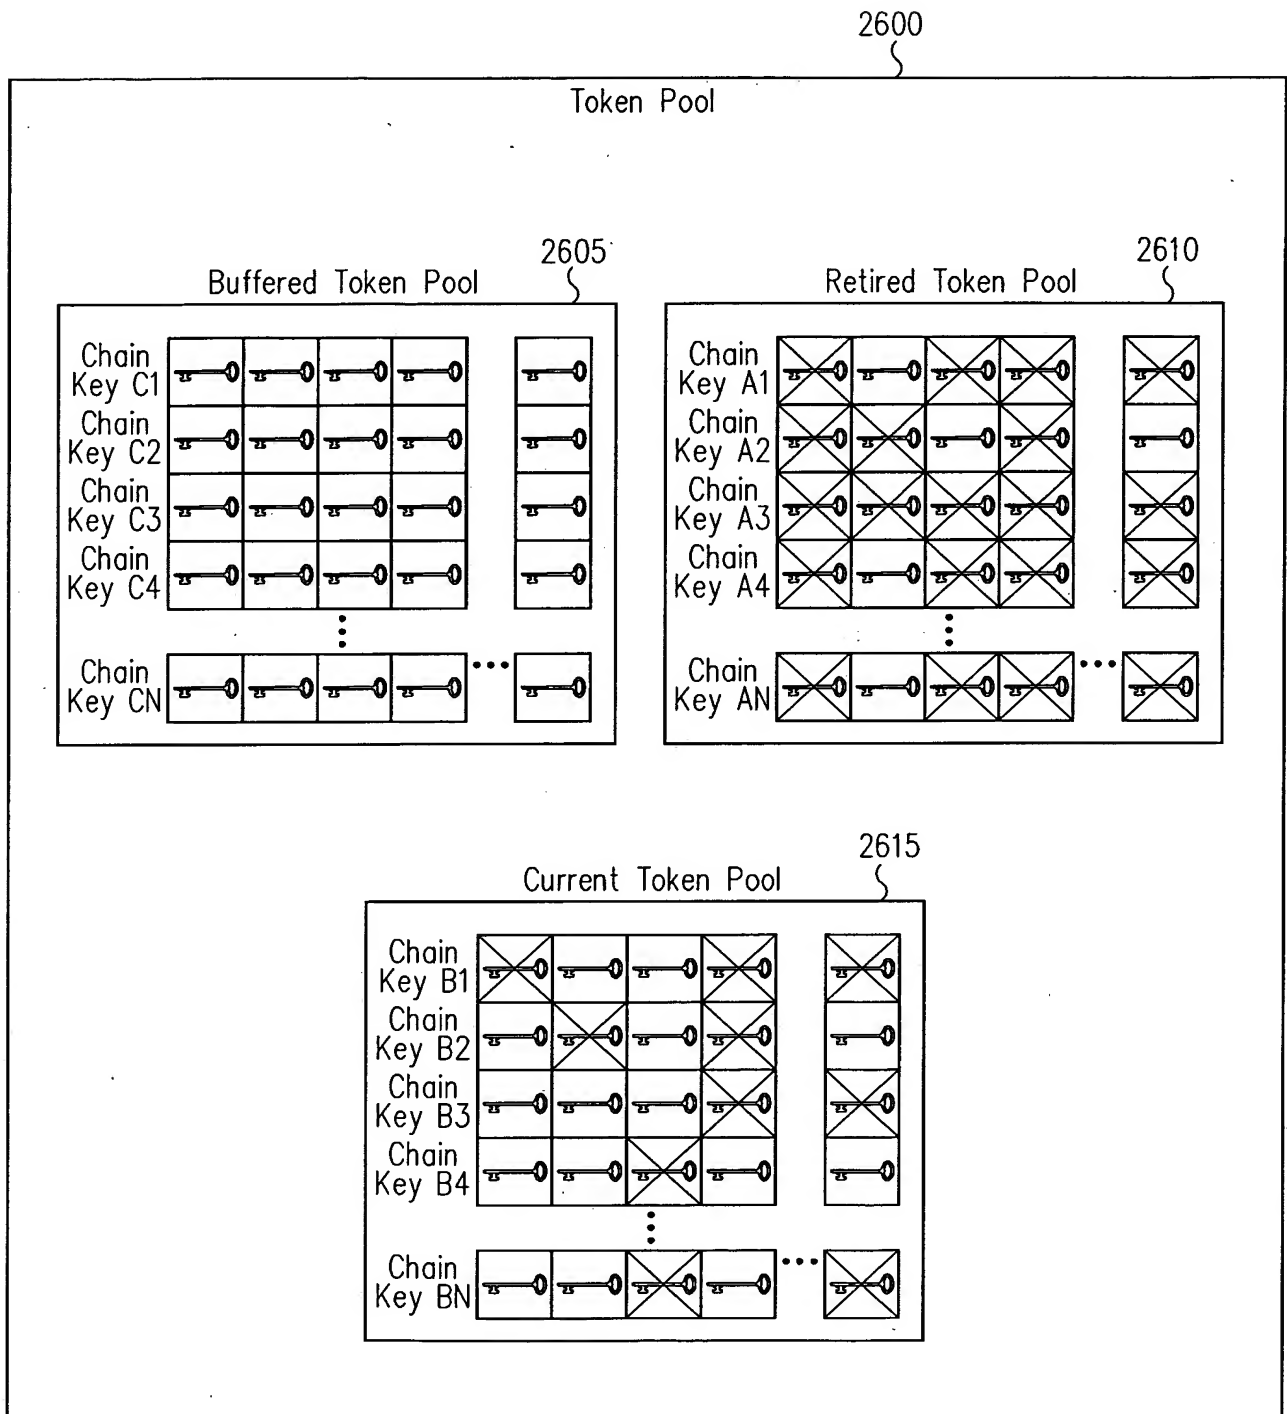 2600
Token Pool
2605
Buffered Token Pool
Chain
Key C1
Chain
Key C2
Chain
Key C3
Chain
Key C4
Chain
Key CN
2610
Retired Token Pool
Chain
Key A1
Chain
Key A2
Chain
Key A3
Chain
Key A4
Chain
Key AN
2615
Current Token Pool
Chain
Key B1
Chain
Key B2
Chain
Key B3
Chain
Key B4
Chain
Key BN